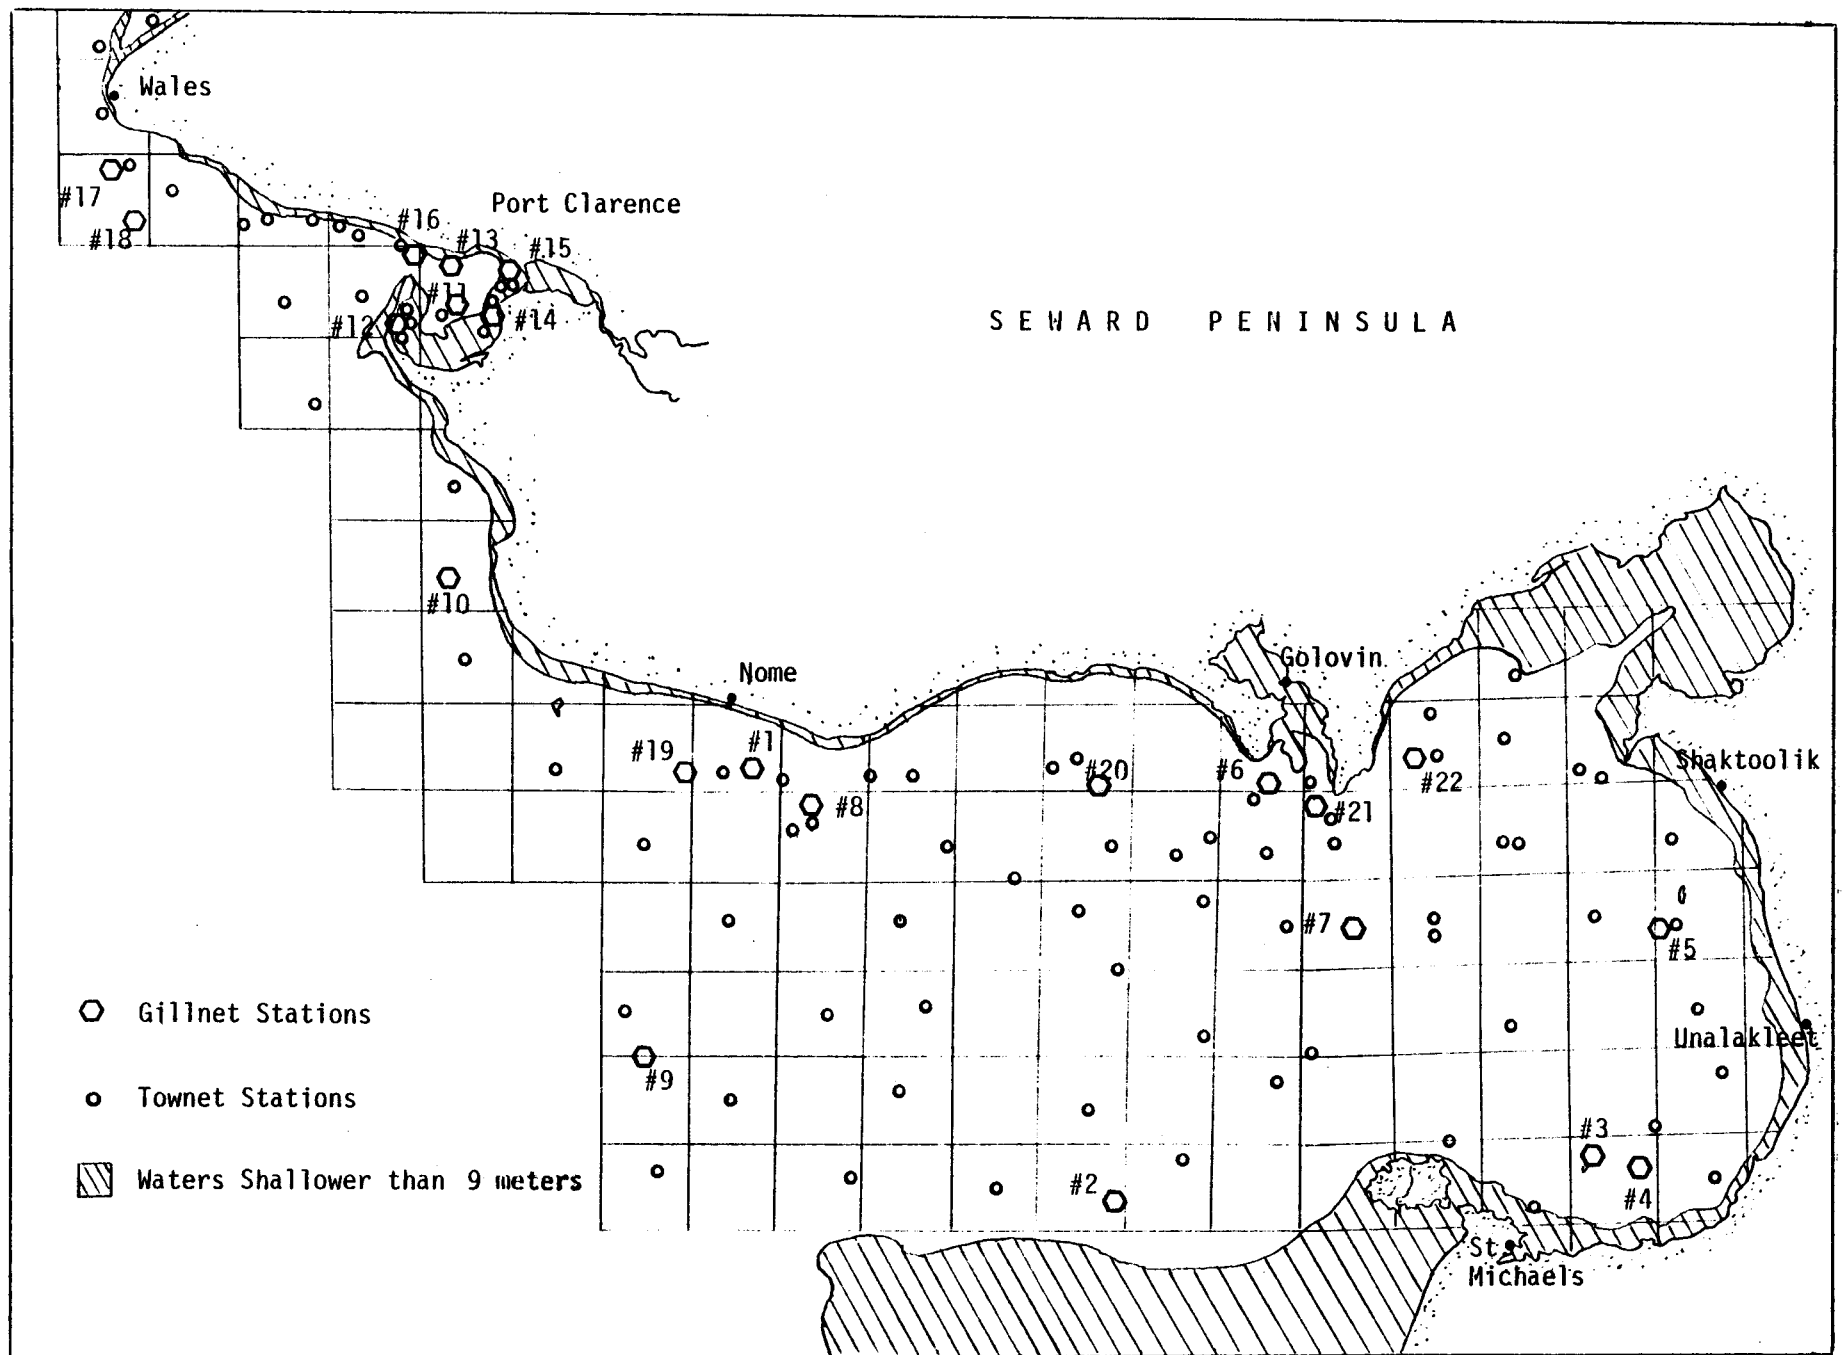 Wales
#17
#18
Port Clarence
#16
#13
#15
#11
#12
#14
SEWARD PENINSULA
#10
Nome
Golovin
#19
#1
#8
#20
#6
#21
#22
Shaktoolik
#7
#5
Gillnet Stations
Unalakleet
#9
Townet Stations
#3
Waters Shallower than 9 meters
#2
#4
St.
Michaels